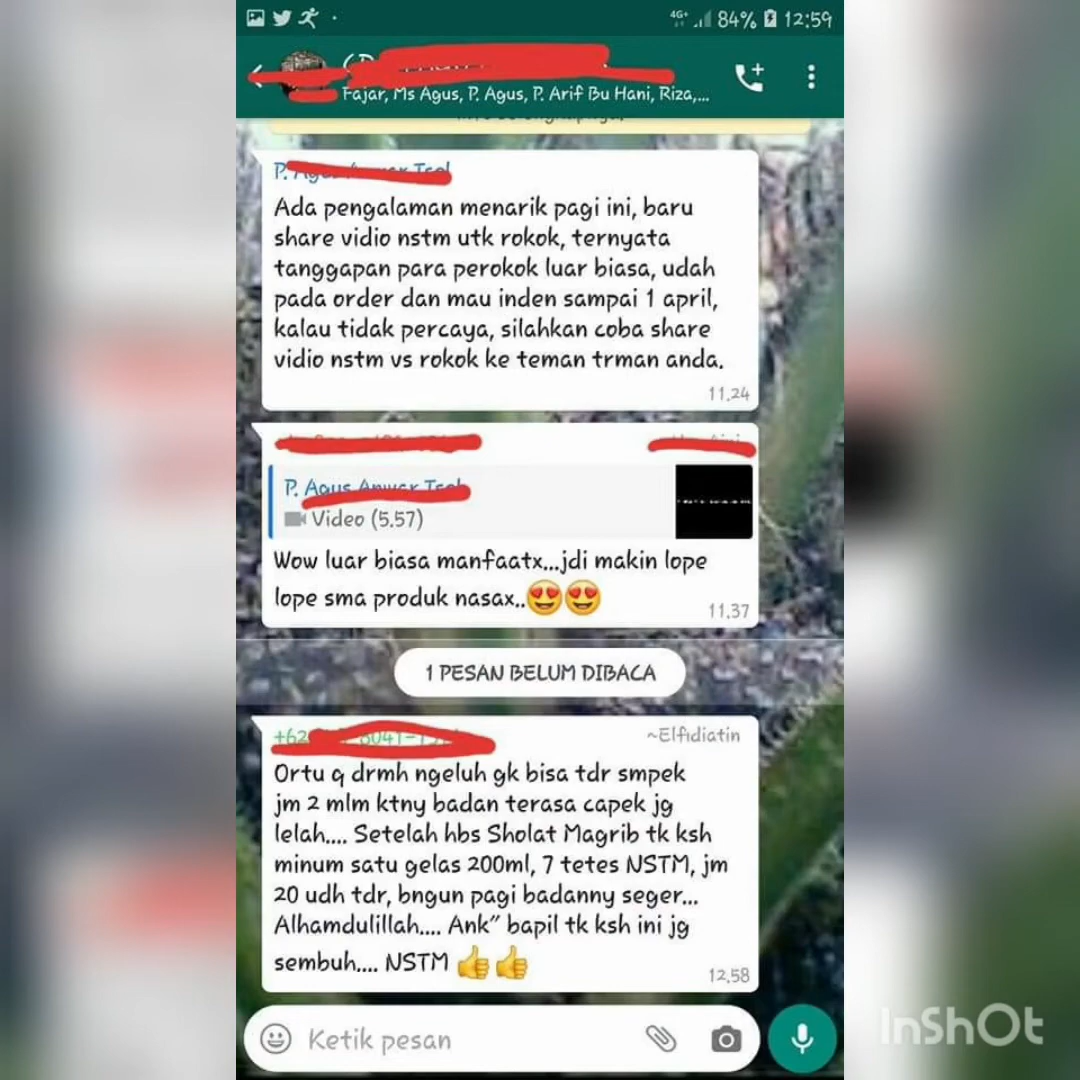 4G+ 84% 12:59
Fajar, Ms Agus, P. Agus, P. Arif Bu Hani, Riza,...
P.
Ada pengalaman menarik pagi ini, baru
share vidio nstm utk rokok, ternyata
tanggapan para perokok luar biasa, udah
pada order dan mau inden sampai 1 april,
kalau tidak percaya, silahkan coba share
vidio nstm vs rokok ke teman trman anda.
11.24
P. Agus Anwar
Video (5.57)
Wow luar biasa manfaatx...jdi makin lope
lope sma produk nasax..😍😍
11.37
1 PESAN BELUM DIBACA
+62
~Elfidiatin
Ortu q drmh ngeluh gk bisa tdr smpek
jm 2 mlm ktny badan terasa capek jg
lelah.... Setelah hbs Sholat Magrib tk ksh
minum satu gelas 200ml, 7 tetes NSTM, jm
20 udh tdr, bngun pagi badanny seger...
Alhamdulillah.... Ank" bapil tk ksh ini jg
sembuh.... NSTM 👍👍
12.58
Ketik pesan
InShOt